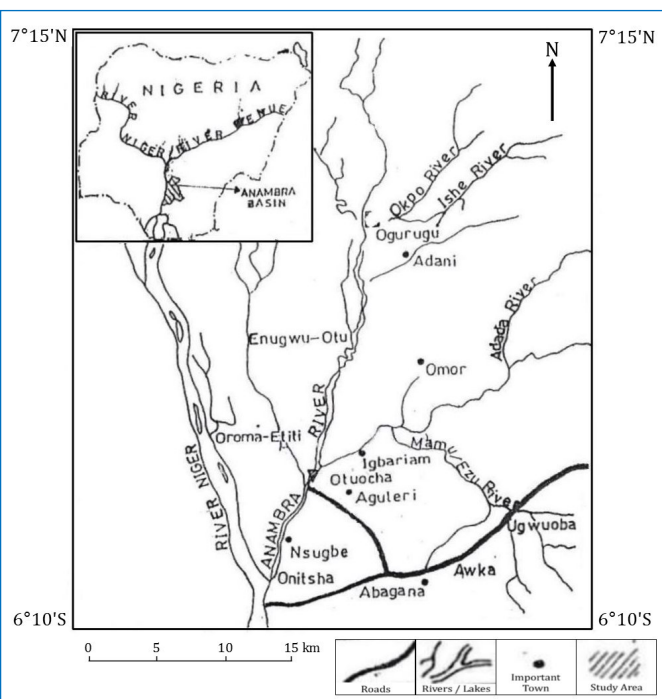 7°15'N
7°15'N
N
NIGERIA
RIVER
NIGER
RIVER
BENUE
ANAMBRA
BASIN
Okpo River
Ishe River
Ogurugu
Adani
Adada River
Enugwu-Otu
Omor
RIVER
Oroma-Etiti
Mamu/Ezu River
Igbariam
Otuocha
RIVER NIGER
Aguleri
ANAMBRA
Ugwuoba
Nsugbe
Onitsha
Awka
Abagana
6°10'S
6°10'S
0 5 10 15 km
Roads
Rivers / Lakes
Important
Town
Study Area